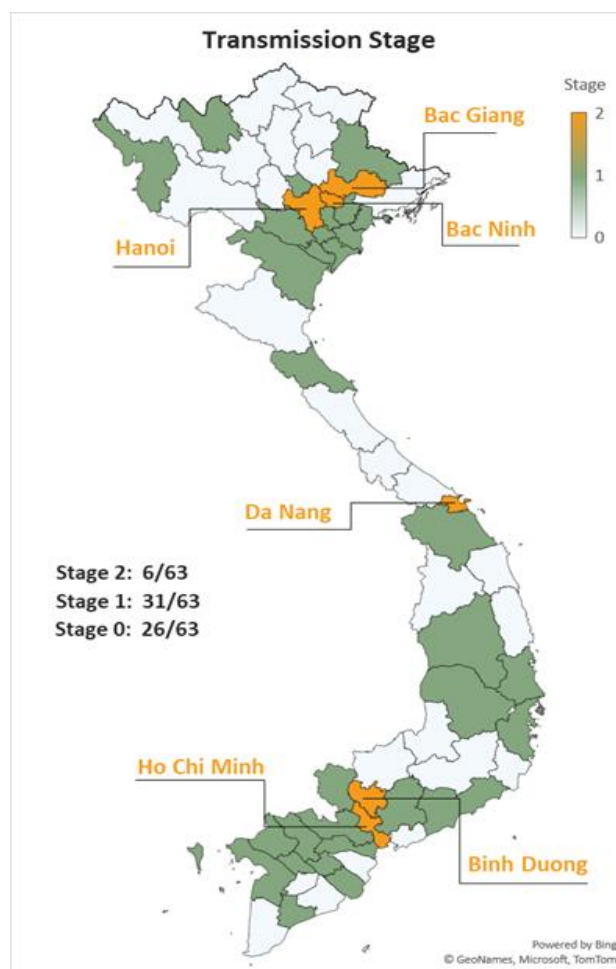 Transmission Stage
Stage
2
1
0
Bac Giang
Bac Ninh
Hanoi
Da Nang
Stage 2: 6/63
Stage 1: 31/63
Stage 0: 26/63
Ho Chi Minh
Binh Duong
Powered by Bing
© GeoNames, Microsoft, TomTom